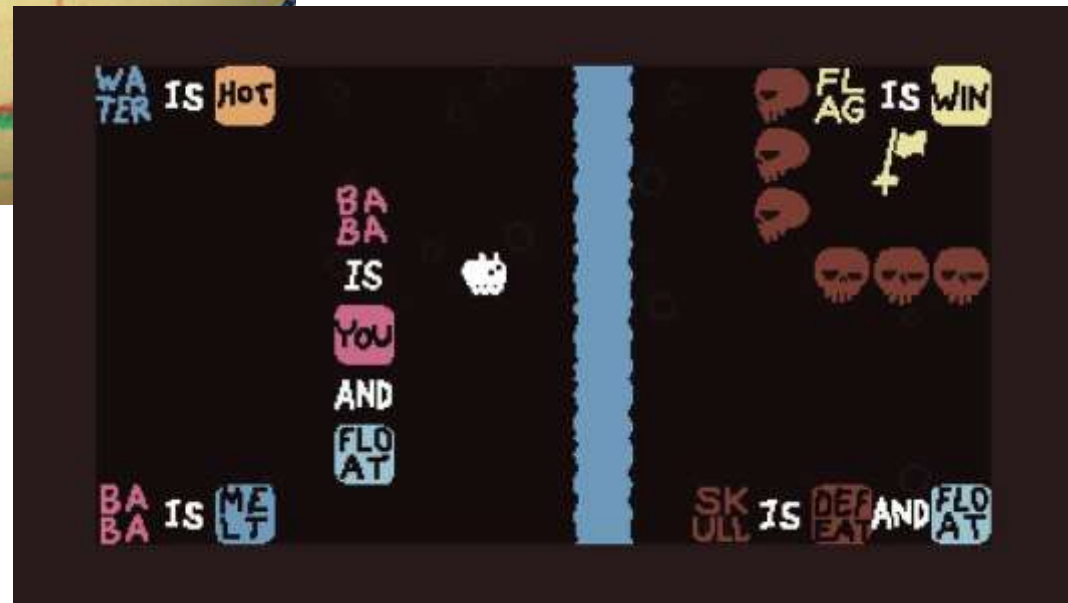 WATER IS HOT
FLAG IS WIN
BABA
IS
YOU
AND
FLOAT
BABA IS MELT
SKULL IS DEFEAT AND FLOAT